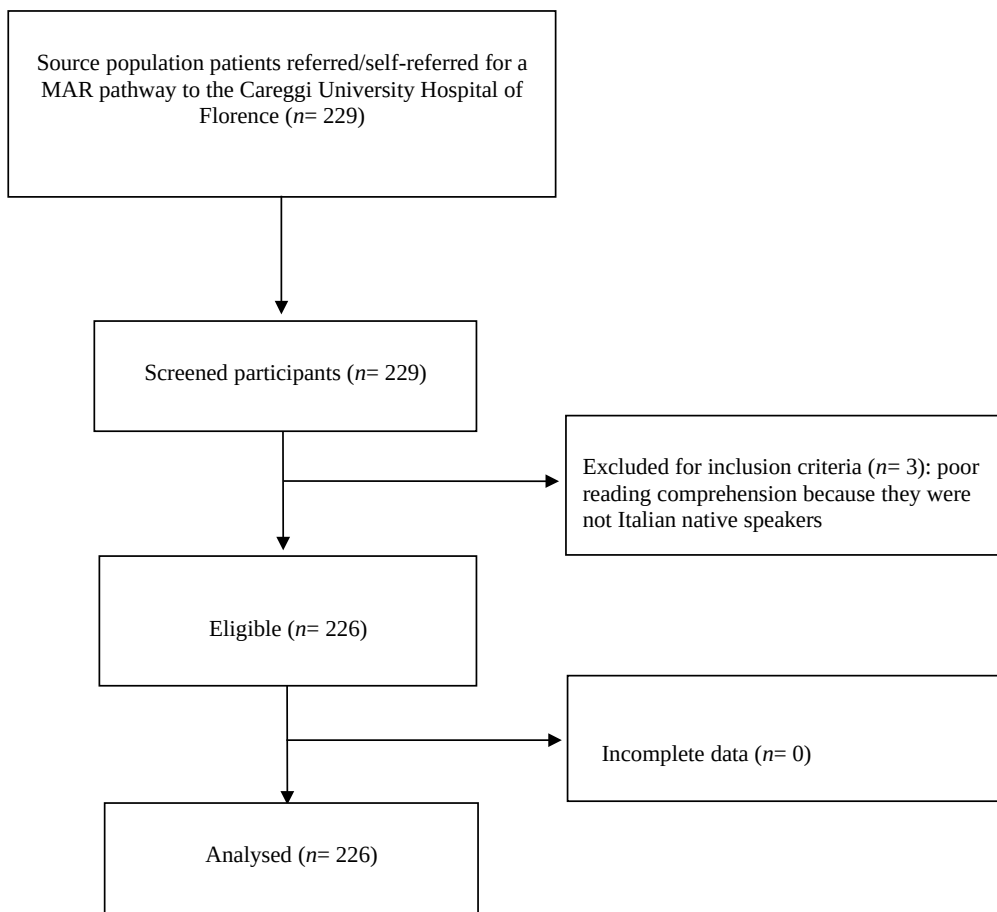 Source population patients referred/self-referred for a
MAR pathway to the Careggi University Hospital of
Florence (n= 229)
Screened participants (n= 229)
Excluded for inclusion criteria (n= 3): poor
reading comprehension because they were
not Italian native speakers
Eligible (n= 226)
Incomplete data (n= 0)
Analysed (n= 226)